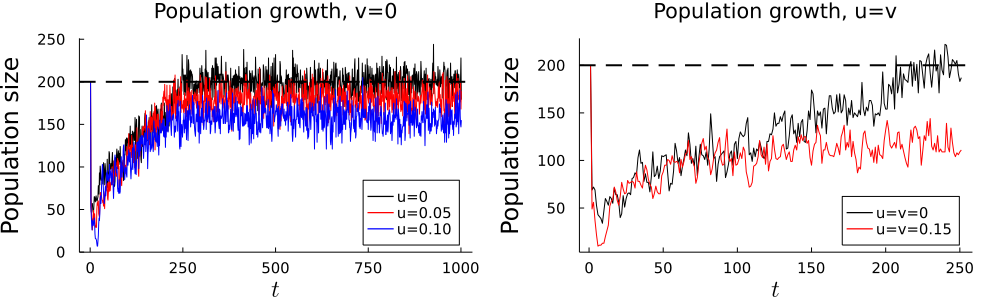 Population growth, v=0
Population size
250
200
150
100
50
0
0
250
500
750
1000
t
u=0
u=0.05
u=0.10
Population growth, u=v
Population size
200
150
100
50
0
50
100
150
200
250
t
u=v=0
u=v=0.15